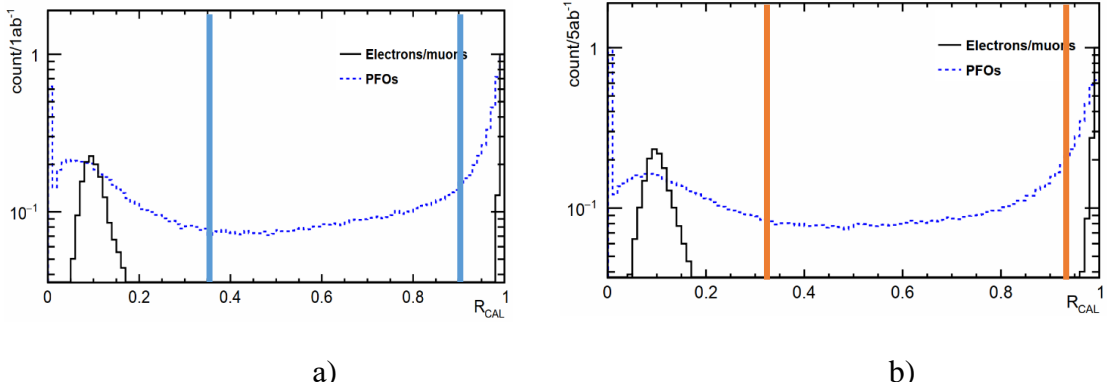 count/1ab⁻¹
1
10⁻¹
Electrons/muons
PFOs
0 0.2 0.4 0.6 0.8 1
R_CAL
a)
count/5ab⁻¹
1
10⁻¹
Electrons/muons
PFOs
0 0.2 0.4 0.6 0.8 1
R_CAL
b)